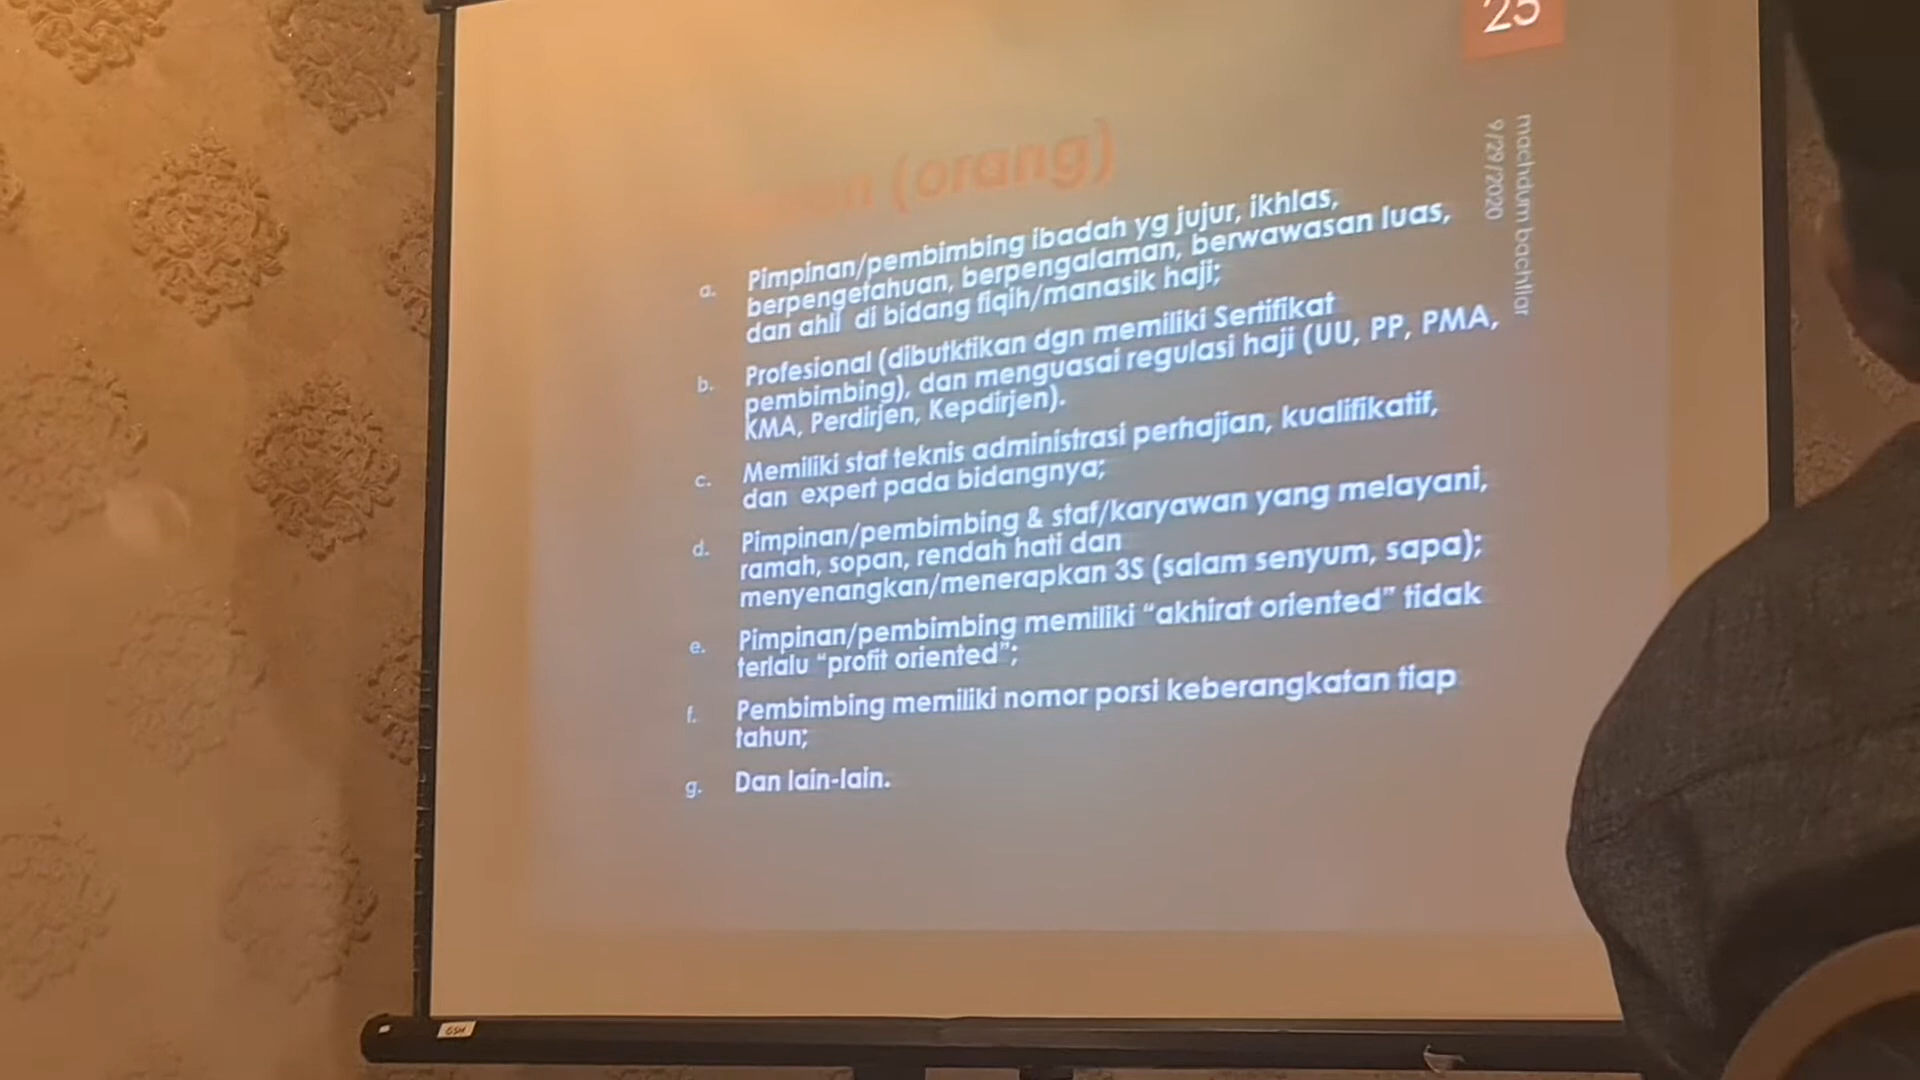 25
machdum bachtiar
9/29/2020
(orang)
a. Pimpinan/pembimbing ibadah yg jujur, ikhlas,
berpengetahuan, berpengalaman, berwawasan luas,
dan ahli di bidang fiqih/manasik haji;
b. Profesional (dibutktikan dgn memiliki Sertifikat
pembimbing), dan menguasai regulasi haji (UU, PP, PMA,
KMA, Perdirjen, Kepdirjen).
c. Memiliki staf teknis administrasi perhajian, kualifikatif,
dan expert pada bidangnya;
d. Pimpinan/pembimbing & staf/karyawan yang melayani,
ramah, sopan, rendah hati dan
menyenangkan/menerapkan 3S (salam senyum, sapa);
e. Pimpinan/pembimbing memiliki “akhirat oriented” tidak
terlalu “profit oriented”;
f. Pembimbing memiliki nomor porsi keberangkatan tiap
tahun;
g. Dan lain-lain.
GSM